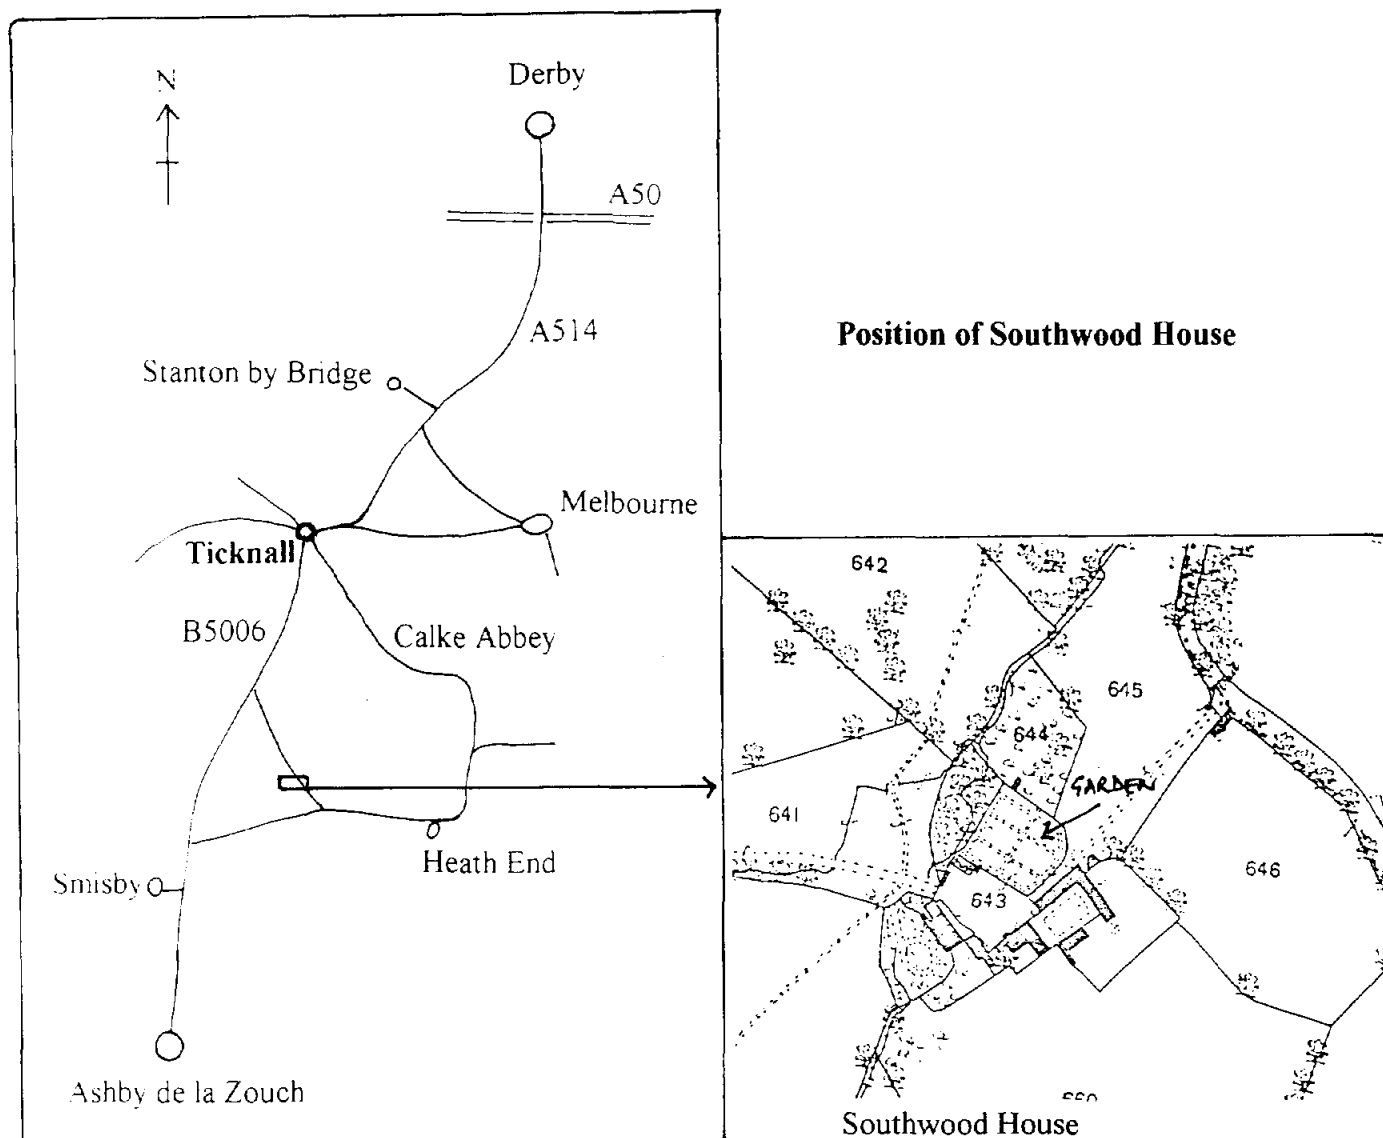 N
Derby
A50
A514
Stanton by Bridge
Melbourne
Ticknall
B5006
Calke Abbey
Heath End
Smisby
Ashby de la Zouch
Position of Southwood House
642
645
644
GARDEN
641
646
643
Southwood House